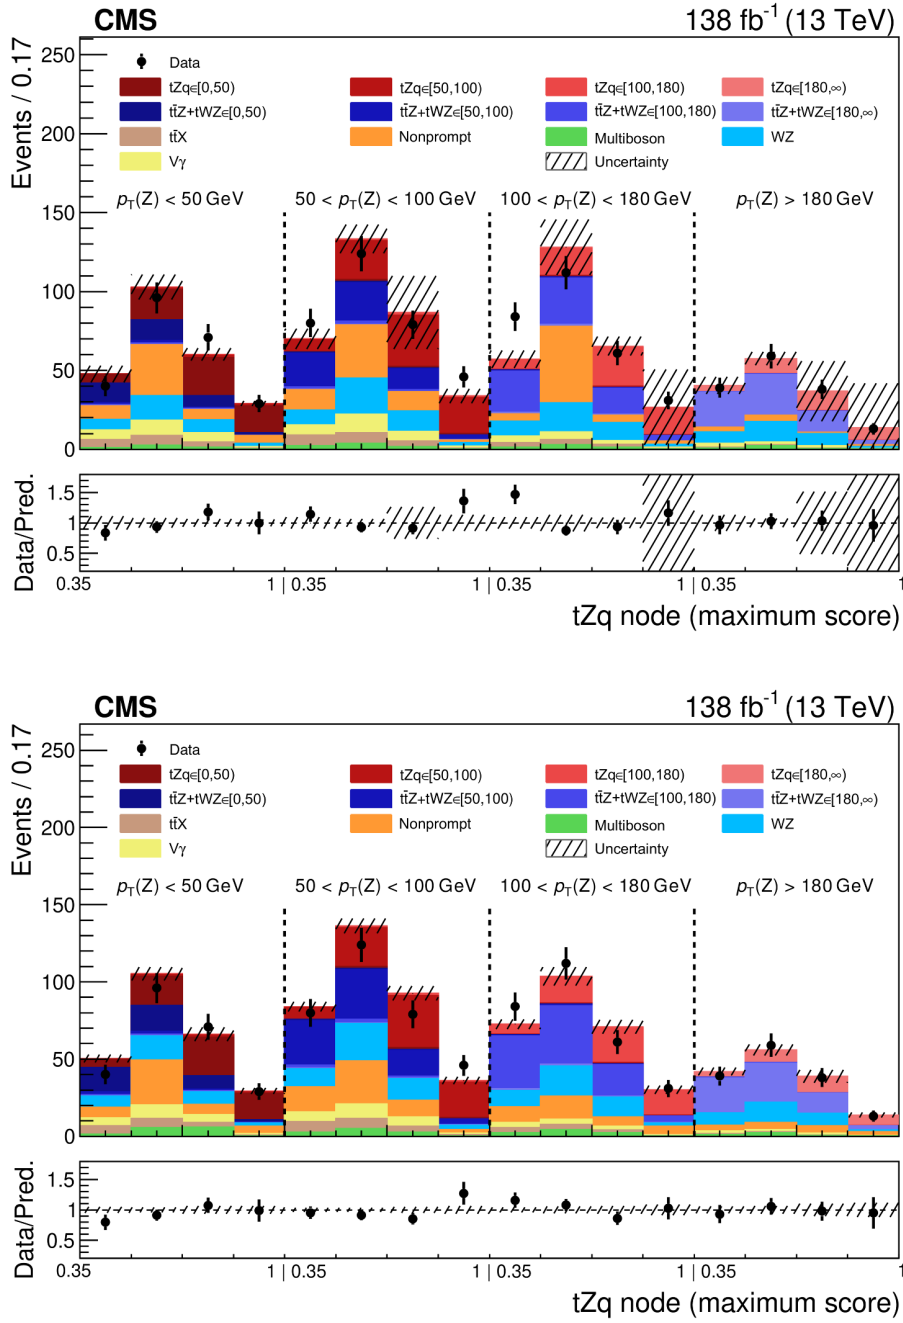 CMS 138 fb⁻¹ (13 TeV)
Events / 0.17
250
200
150
100
50
0
Data
tZq∈[0,50) tZq∈[50,100) tZq∈[100,180) tZq∈[180,∞)
tt̄Z+tWZ∈[0,50) tt̄Z+tWZ∈[50,100) tt̄Z+tWZ∈[100,180) tt̄Z+tWZ∈[180,∞)
tt̄X Nonprompt Multiboson WZ
Vγ Uncertainty
p_T(Z) < 50 GeV 50 < p_T(Z) < 100 GeV 100 < p_T(Z) < 180 GeV p_T(Z) > 180 GeV
Data/Pred.
1.5
1
0.5
0.35 1 | 0.35 1 | 0.35 1 | 0.35 1
tZq node (maximum score)
CMS 138 fb⁻¹ (13 TeV)
Events / 0.17
250
200
150
100
50
0
Data
tZq∈[0,50) tZq∈[50,100) tZq∈[100,180) tZq∈[180,∞)
tt̄Z+tWZ∈[0,50) tt̄Z+tWZ∈[50,100) tt̄Z+tWZ∈[100,180) tt̄Z+tWZ∈[180,∞)
tt̄X Nonprompt Multiboson WZ
Vγ Uncertainty
p_T(Z) < 50 GeV 50 < p_T(Z) < 100 GeV 100 < p_T(Z) < 180 GeV p_T(Z) > 180 GeV
Data/Pred.
1.5
1
0.5
0.35 1 | 0.35 1 | 0.35 1 | 0.35 1
tZq node (maximum score)